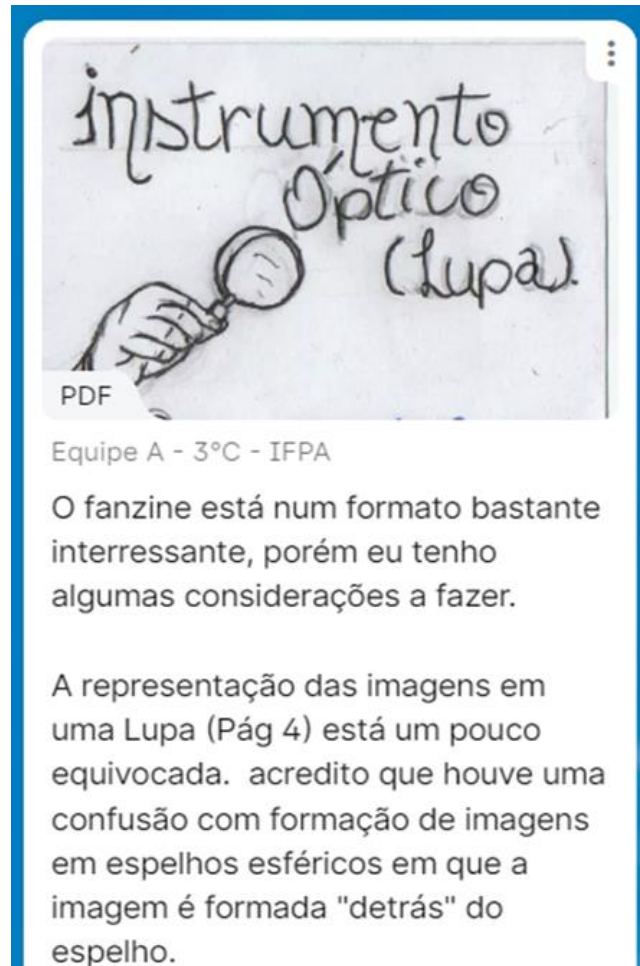 instrumento
Óptico
(Lupa).
PDF
Equipe A - 3°C - IFPA
O fanzine está num formato bastante
interressante, porém eu tenho
algumas considerações a fazer.
A representação das imagens em
uma Lupa (Pág 4) está um pouco
equivocada.  acredito que houve uma
confusão com formação de imagens
em espelhos esféricos em que a
imagem é formada "detrás" do
espelho.